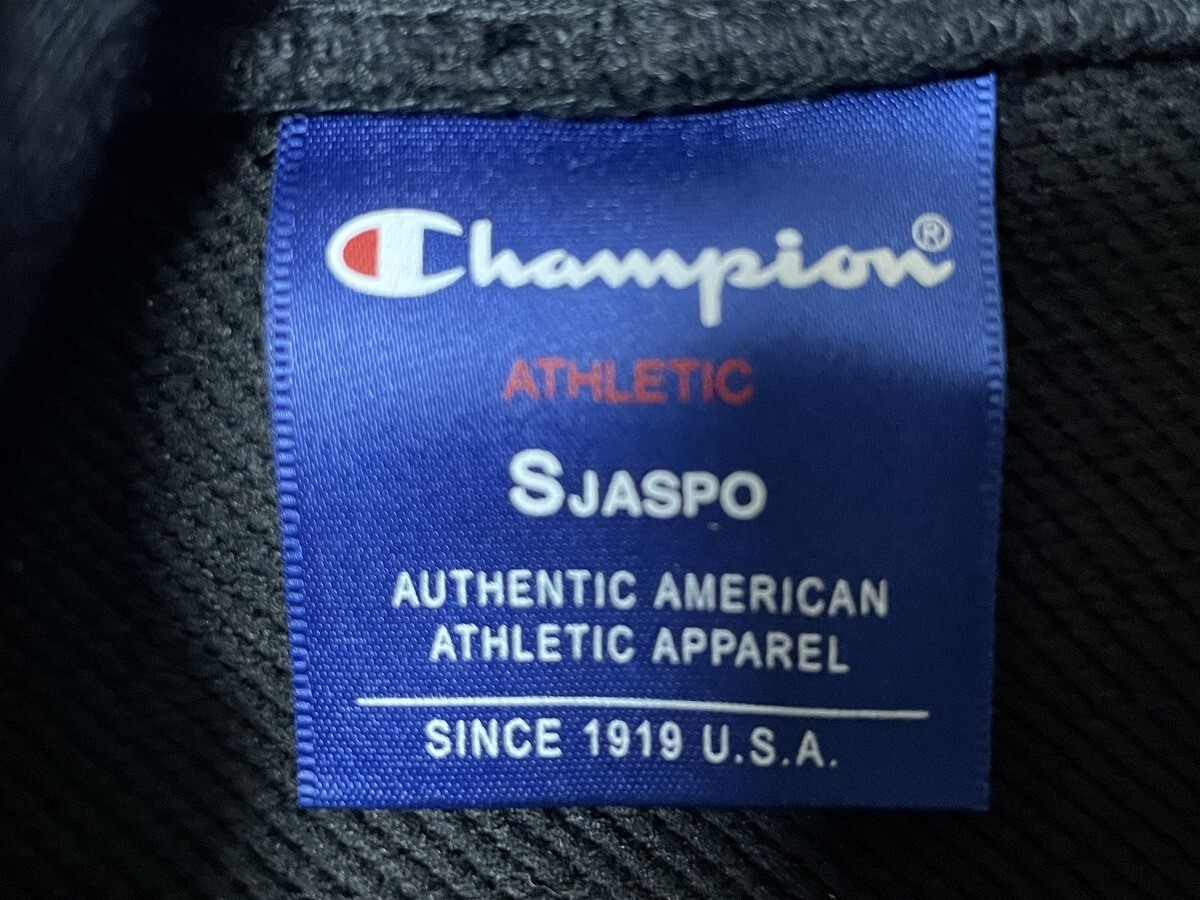 Champion®
ATHLETIC
SJASPO
AUTHENTIC AMERICAN
ATHLETIC APPAREL
SINCE 1919 U.S.A.